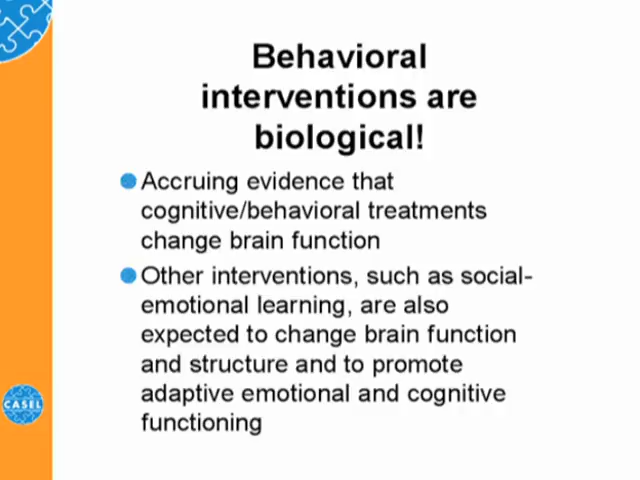 Behavioral
interventions are
biological!
Accruing evidence that
cognitive/behavioral treatments
change brain function
Other interventions, such as social-
emotional learning, are also
expected to change brain function
and structure and to promote
adaptive emotional and cognitive
functioning
CASEL